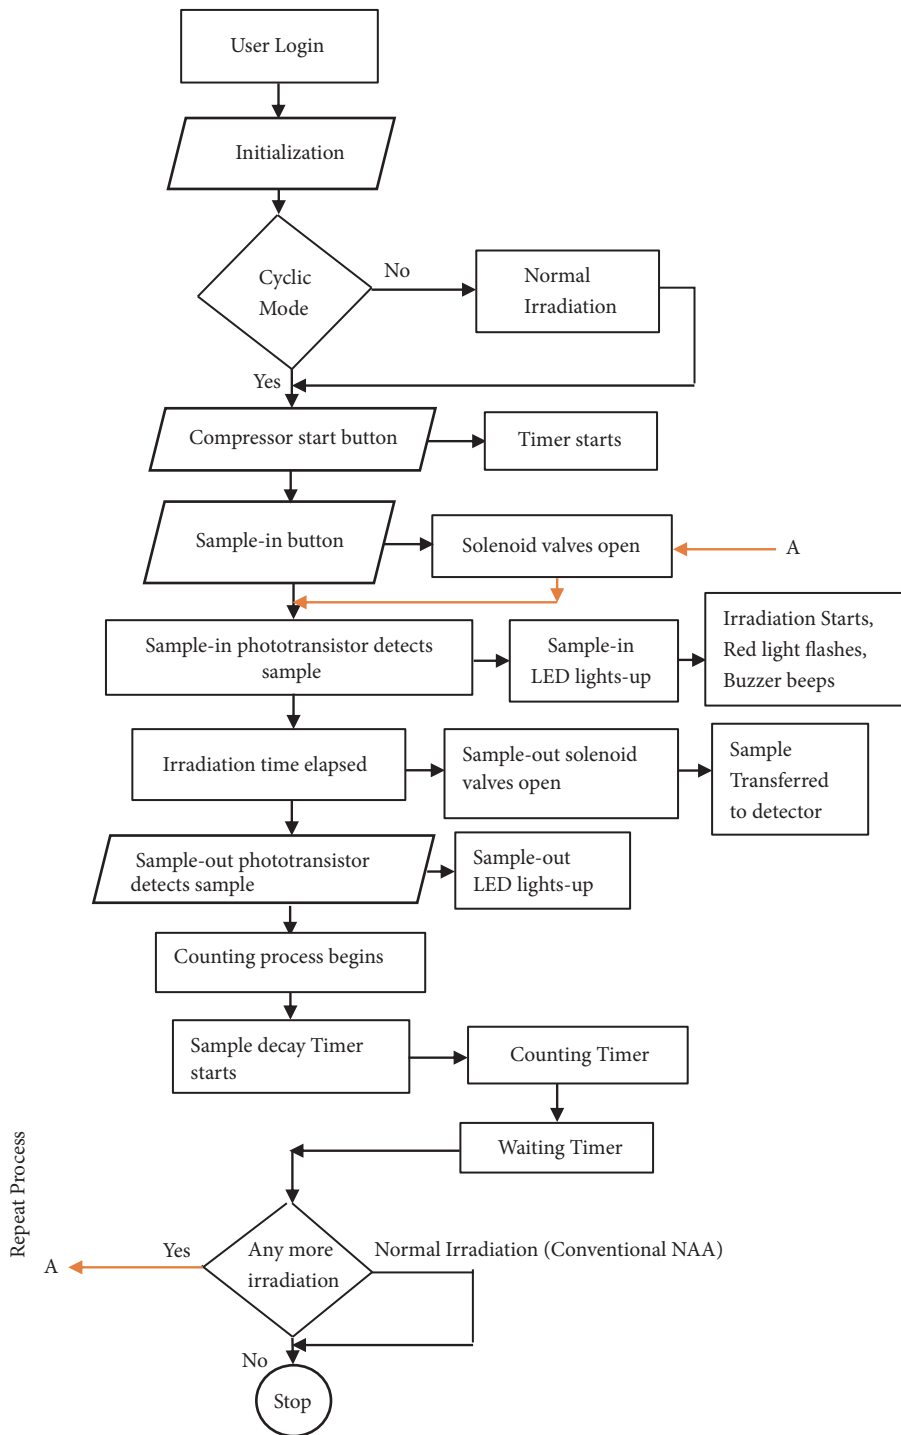 User Login
Initialization
Cyclic
Mode
No
Normal
Irradiation
Yes
Compressor start button
Timer starts
Sample-in button
Solenoid valves open
A
Sample-in phototransistor detects
sample
Sample-in
LED lights-up
Irradiation Starts,
Red light flashes,
Buzzer beeps
Irradiation time elapsed
Sample-out solenoid
valves open
Sample
Transferred
to detector
Sample-out phototransistor
detects sample
Sample-out
LED lights-up
Counting process begins
Sample decay Timer
starts
Counting Timer
Waiting Timer
Repeat Process
A
Yes
Any more
irradiation
Normal Irradiation (Conventional NAA)
No
Stop